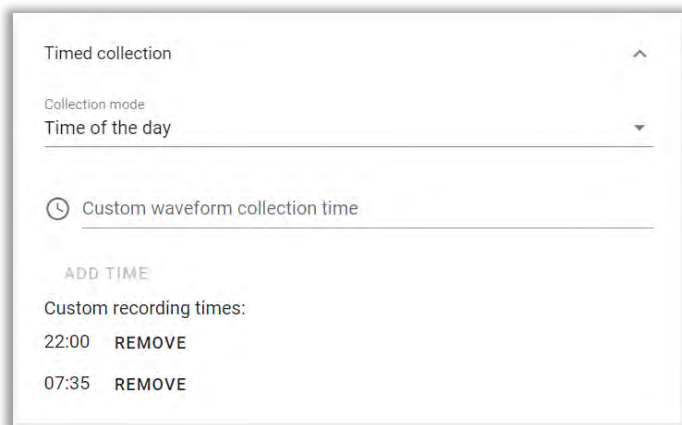 Timed collection
Collection mode
Time of the day
Custom waveform collection time
ADD TIME
Custom recording times:
22:00 REMOVE
07:35 REMOVE